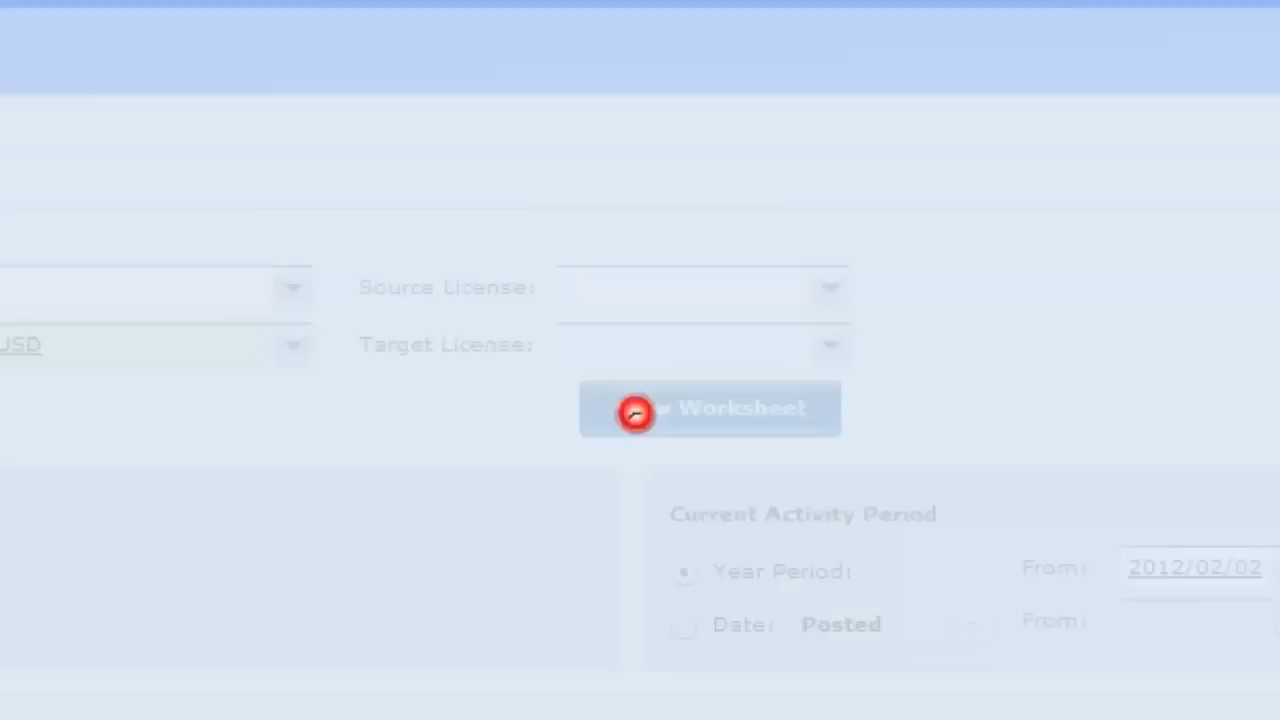 Source License:
USD
Target License:
Worksheet
Current Activity Period
Year Period:
From:
2012/02/02
Date:
Posted
From: